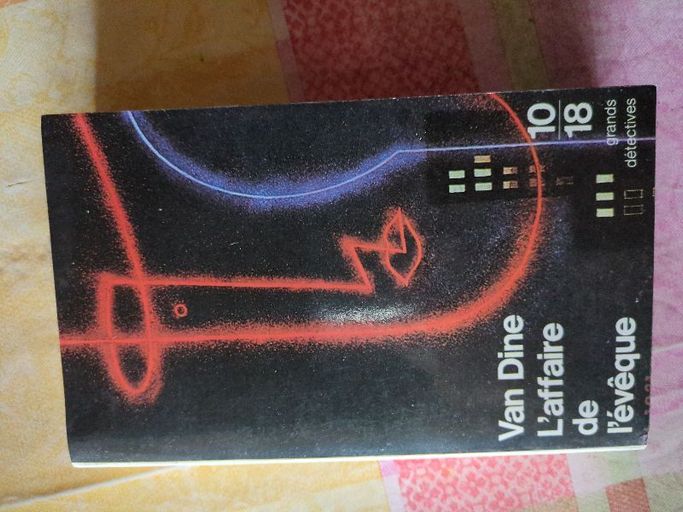 10
18
grands
détectives
Van Dine
L'affaire
de
l'évêque